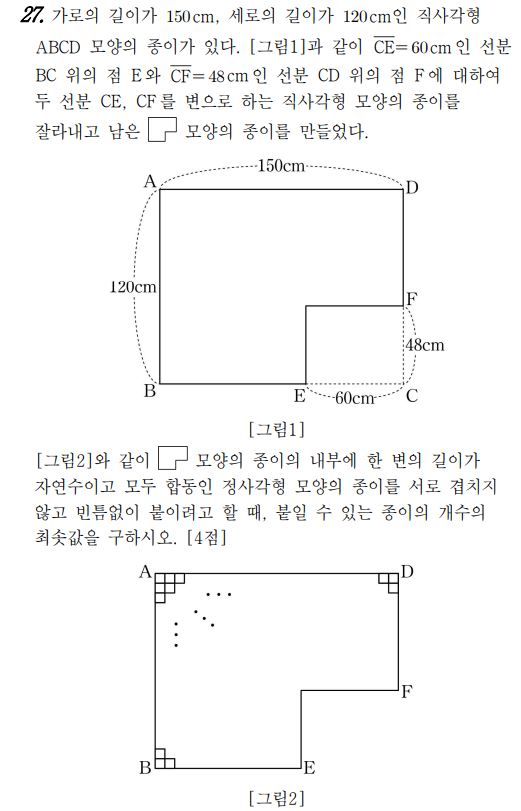 27. 가로의 길이가 150cm, 세로의 길이가 120cm인 직사각형
ABCD 모양의 종이가 있다. [그림1]과 같이 CE=60cm인 선분
BC 위의 점 E와 CF=48cm인 선분 CD 위의 점 F에 대하여
두 선분 CE, CF를 변으로 하는 직사각형 모양의 종이를
잘라내고 남은 모양의 종이를 만들었다.
150cm
A
D
120cm
F
48cm
B
E
60cm
C
[그림1]
[그림2]와 같이 모양의 종이의 내부에 한 변의 길이가
자연수이고 모두 합동인 정사각형 모양의 종이를 서로 겹치지
않고 빈틈없이 붙이려고 할 때, 붙일 수 있는 종이의 개수의
최솟값을 구하시오. [4점]
A
D
F
B
E
[그림2]